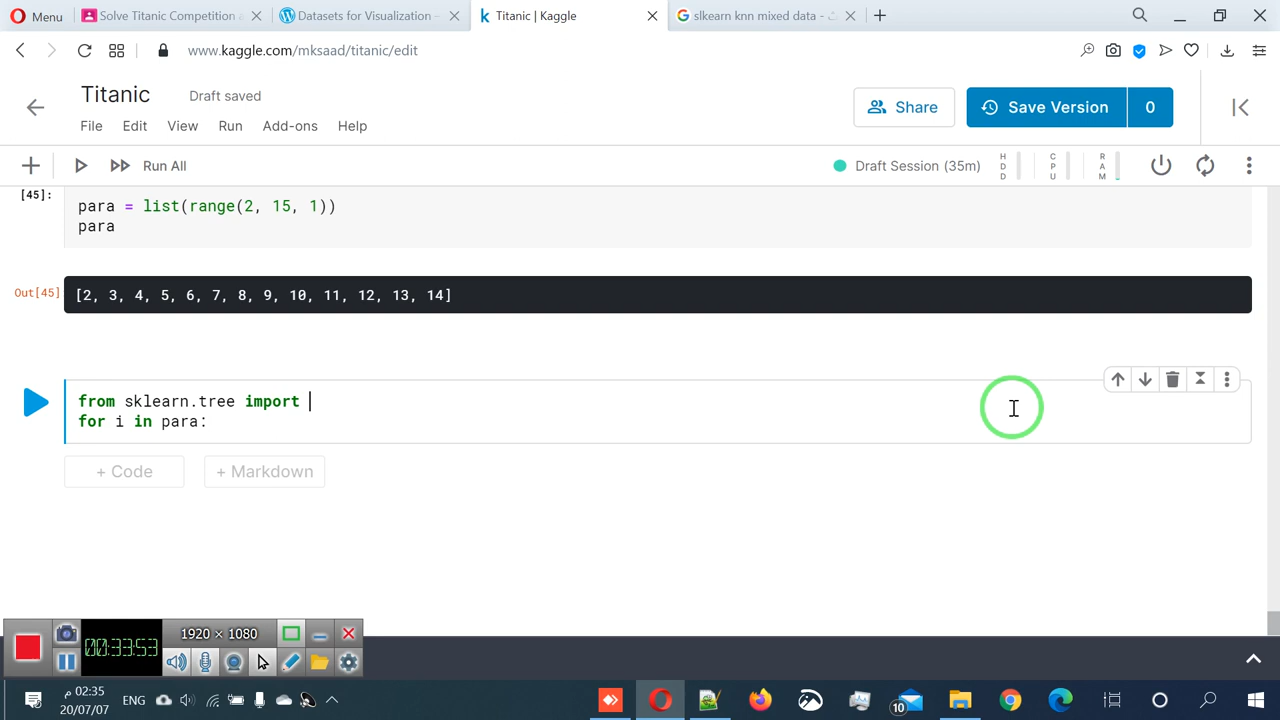 Menu
Solve Titanic Competition
Datasets for Visualization –
Titanic | Kaggle
slkearn knn mixed data -
www.kaggle.com/mksaad/titanic/edit
Titanic
Draft saved
Share
Save Version
0
File Edit View Run Add-ons Help
Run All
Draft Session (35m)
HDD
CPU
RAM
[45]:
para = list(range(2, 15, 1))
para
Out[45]
[2, 3, 4, 5, 6, 7, 8, 9, 10, 11, 12, 13, 14]
from sklearn.tree import
for i in para:
+ Code
+ Markdown
00:33:53
1920 × 1080
10
ENG
02:35 م
20/07/07